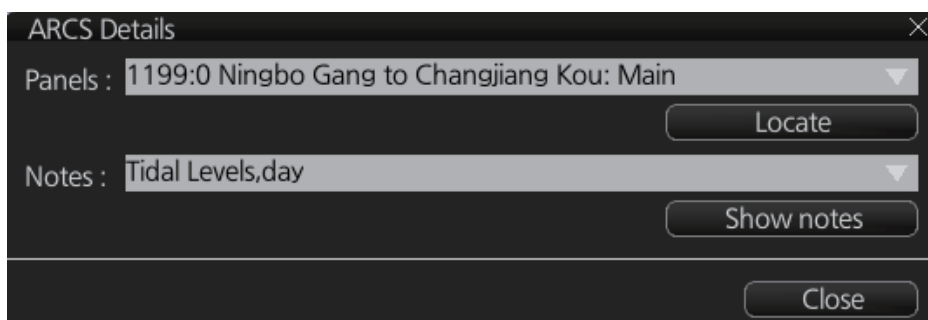 ARCS Details
Panels : 1199:0 Ningbo Gang to Changjiang Kou: Main
Locate
Notes : Tidal Levels,day
Show notes
Close